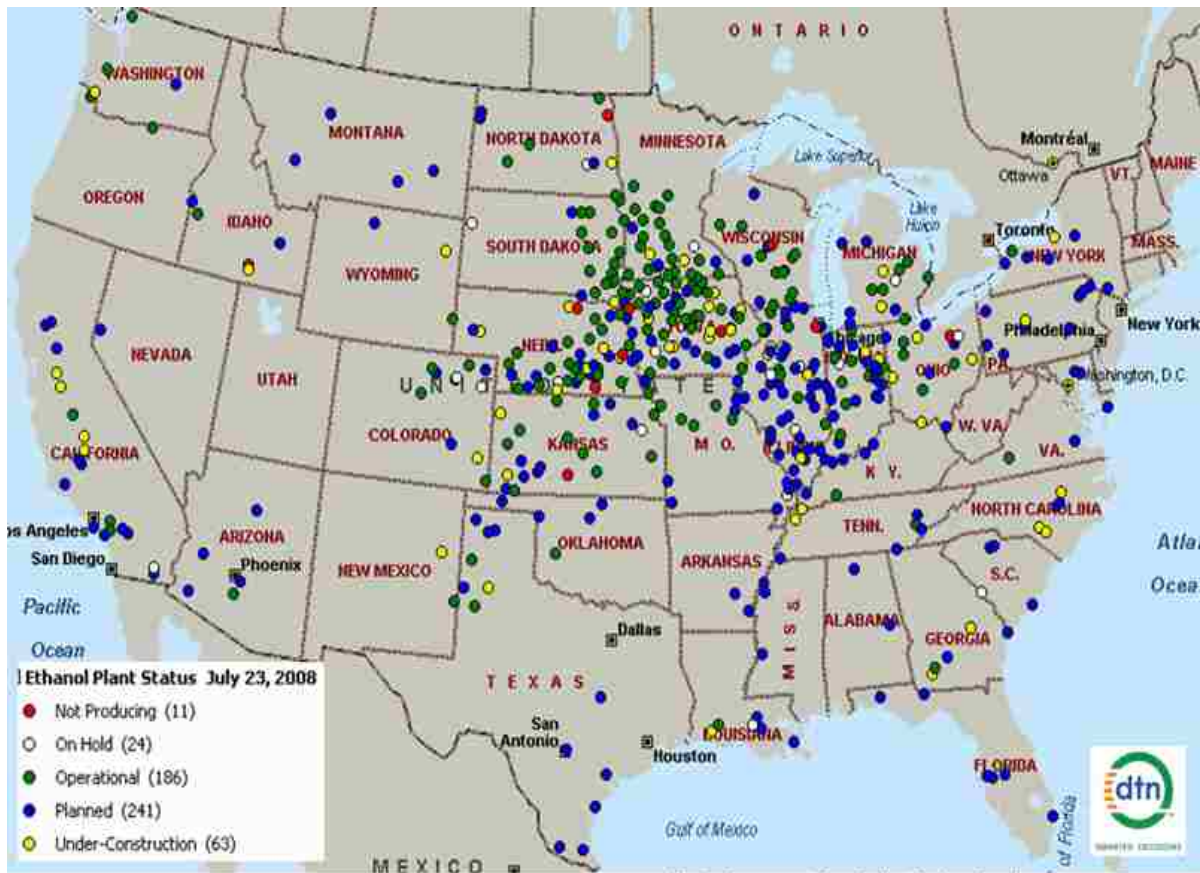 ONTARIO
WASHINGTON
MONTANA
NORTH DAKOTA
MINNESOTA
Lake Superior
Montréal
Ottawa
VT.
MAINE
OREGON
IDAHO
SOUTH DAKOTA
WISCONSIN
Lake
Huron
Toronto
MICHIGAN
NEW YORK
MASS.
WYOMING
NEVADA
UTAH
Philadelphia
New York
OHIO
PA.
Washington, D.C.
COLORADO
KANSAS
M O.
W. VA.
VA.
CALIFORNIA
K Y.
os Angeles
ARIZONA
San Diego
Phoenix
NEW MEXICO
OKLAHOMA
ARKANSAS
TENN.
NORTH CAROLINA
S.C.
Atla
Ocea
Pacific
Ocean
Dallas
MISS
ALABAMA
GEORGIA
TEXAS
San
Antonio
Houston
LOUISIANA
FLORIDA
Gulf of Mexico
of Florida
MEXICO
Ethanol Plant Status July 23, 2008
Not Producing (11)
On Hold (24)
Operational (186)
Planned (241)
Under-Construction (63)
dtn